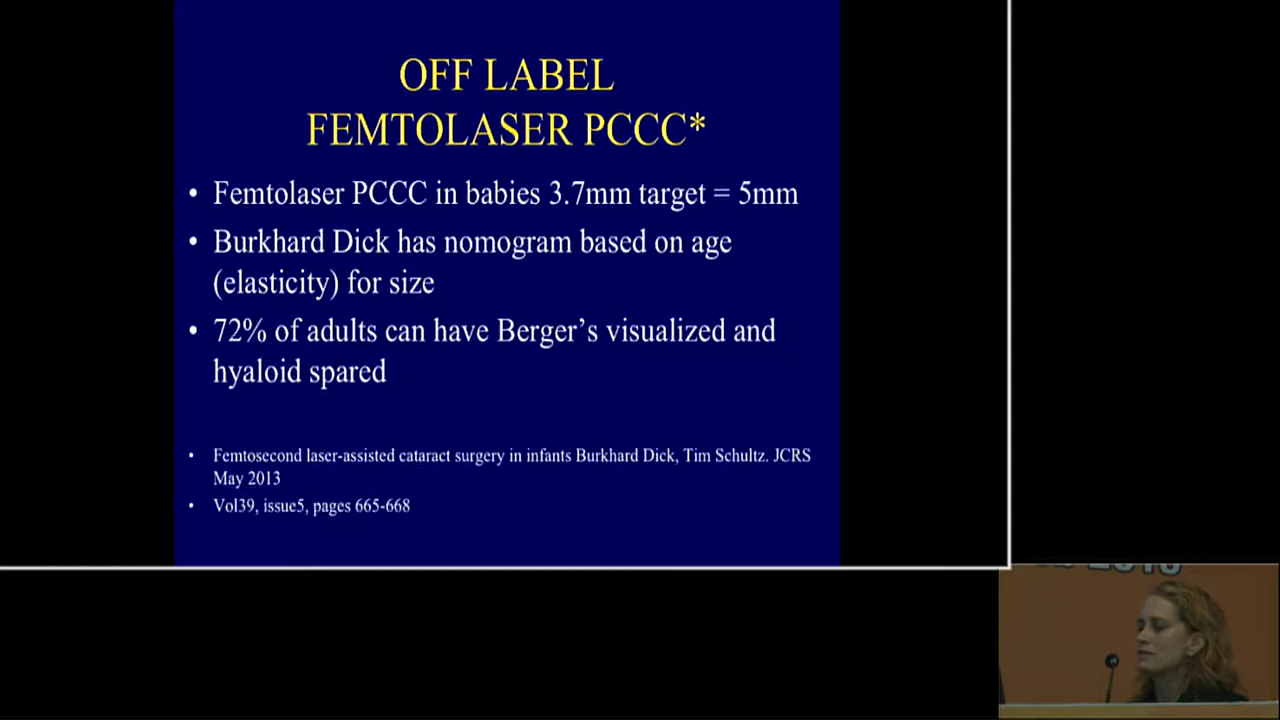 OFF LABEL
FEMTOLASER PCCC*
• Femtolaser PCCC in babies 3.7mm target = 5mm
• Burkhard Dick has nomogram based on age
(elasticity) for size
• 72% of adults can have Berger's visualized and
hyaloid spared
• Femtosecond laser-assisted cataract surgery in infants Burkhard Dick, Tim Schultz. JCRS
May 2013
• Vol39, issue5, pages 665-668